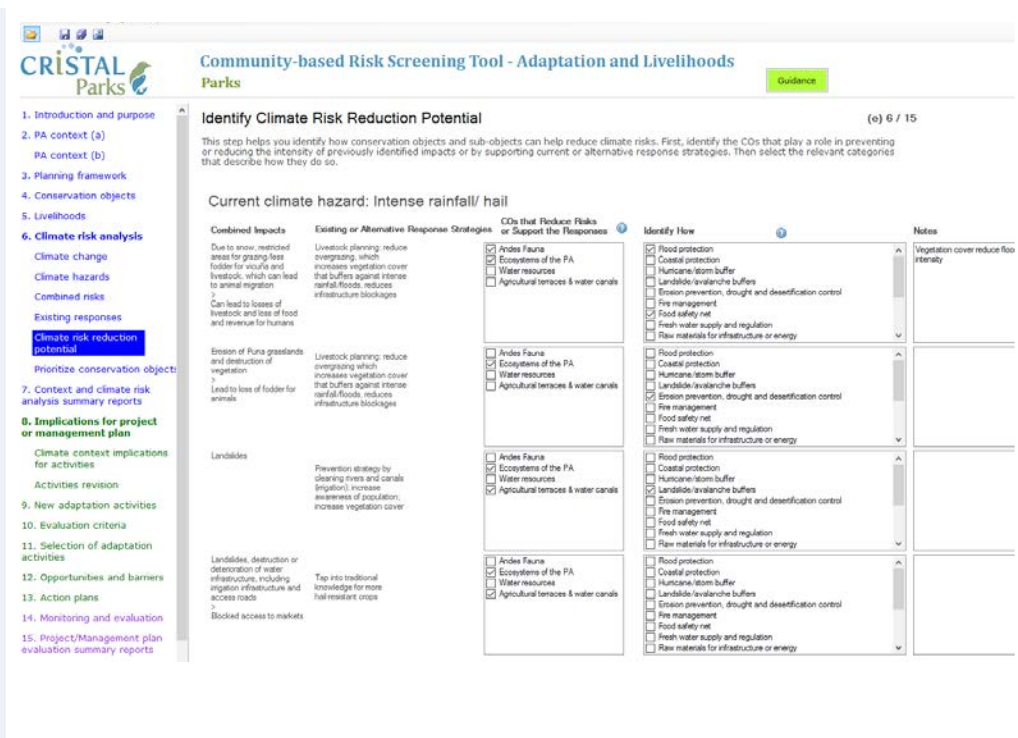 CRiSTAL
Parks
Community-based Risk Screening Tool - Adaptation and Livelihoods
Parks
Guidance
1. Introduction and purpose
2. PA context (a)
PA context (b)
3. Planning framework
4. Conservation objects
5. Livelihoods
6. Climate risk analysis
Climate change
Climate hazards
Combined risks
Existing responses
Climate risk reduction
potential
Prioritize conservation objects
7. Context and climate risk
analysis summary reports
8. Implications for project
or management plan
Climate context implications
for activities
Activities revision
9. New adaptation activities
10. Evaluation criteria
11. Selection of adaptation
activities
12. Opportunities and barriers
13. Action plans
14. Monitoring and evaluation
15. Project/Management plan
evaluation summary reports
Identify Climate Risk Reduction Potential
(e) 6 / 15
This step helps you identify how conservation objects and sub-objects can help reduce climate risks. First, identify the COs that play a role in preventing
or reducing the intensity of previously identified impacts or by supporting current or alternative response strategies. Then select the relevant categories
that describe how they do so.
Current climate hazard: Intense rainfall/ hail
Combined Impacts
Existing or Alternative Response Strategies
COs that Reduce Risks
or Support the Responses
Identify How
Notes
Due to snow, restricted
areas for grazing/less
fodder for vicuña and
livestock, which can lead
to animal migration
>
Can lead to losses of
livestock and loss of food
and revenue for humans
Livestock planning: reduce
overgrazing, which
increases vegetation cover
that buffers against intense
rainfall/floods, reduces
infrastructure blockages
Andes Fauna
Ecosystems of the PA
Water resources
Agricultural terraces & water canals
Flood protection
Coastal protection
Hurricane/storm buffer
Landslide/avalanche buffers
Erosion prevention, drought and desertification control
Fire management
Food safety net
Fresh water supply and regulation
Raw materials for infrastructure or energy
Vegetation cover reduce floo
intensity
Erosion of Puna grasslands
and destruction of
vegetation
>
Lead to loss of fodder for
animals
Livestock planning: reduce
overgrazing which
increases vegetation cover
that buffers against intense
rainfall/floods, reduces
infrastructure blockages
Andes Fauna
Ecosystems of the PA
Water resources
Agricultural terraces & water canals
Flood protection
Coastal protection
Hurricane/storm buffer
Landslide/avalanche buffers
Erosion prevention, drought and desertification control
Fire management
Food safety net
Fresh water supply and regulation
Raw materials for infrastructure or energy
Landslides
Prevention strategy by
cleaning rivers and canals
(irrigation); increase
awareness of population;
increase vegetation cover
Andes Fauna
Ecosystems of the PA
Water resources
Agricultural terraces & water canals
Flood protection
Coastal protection
Hurricane/storm buffer
Landslide/avalanche buffers
Erosion prevention, drought and desertification control
Fire management
Food safety net
Fresh water supply and regulation
Raw materials for infrastructure or energy
Landslides, destruction or
deterioration of water
infrastructure, including
irrigation infrastructure and
access roads
>
Blocked access to markets
Tap into traditional
knowledge for more
hail resistant crops
Andes Fauna
Ecosystems of the PA
Water resources
Agricultural terraces & water canals
Flood protection
Coastal protection
Hurricane/storm buffer
Landslide/avalanche buffers
Erosion prevention, drought and desertification control
Fire management
Food safety net
Fresh water supply and regulation
Raw materials for infrastructure or energy